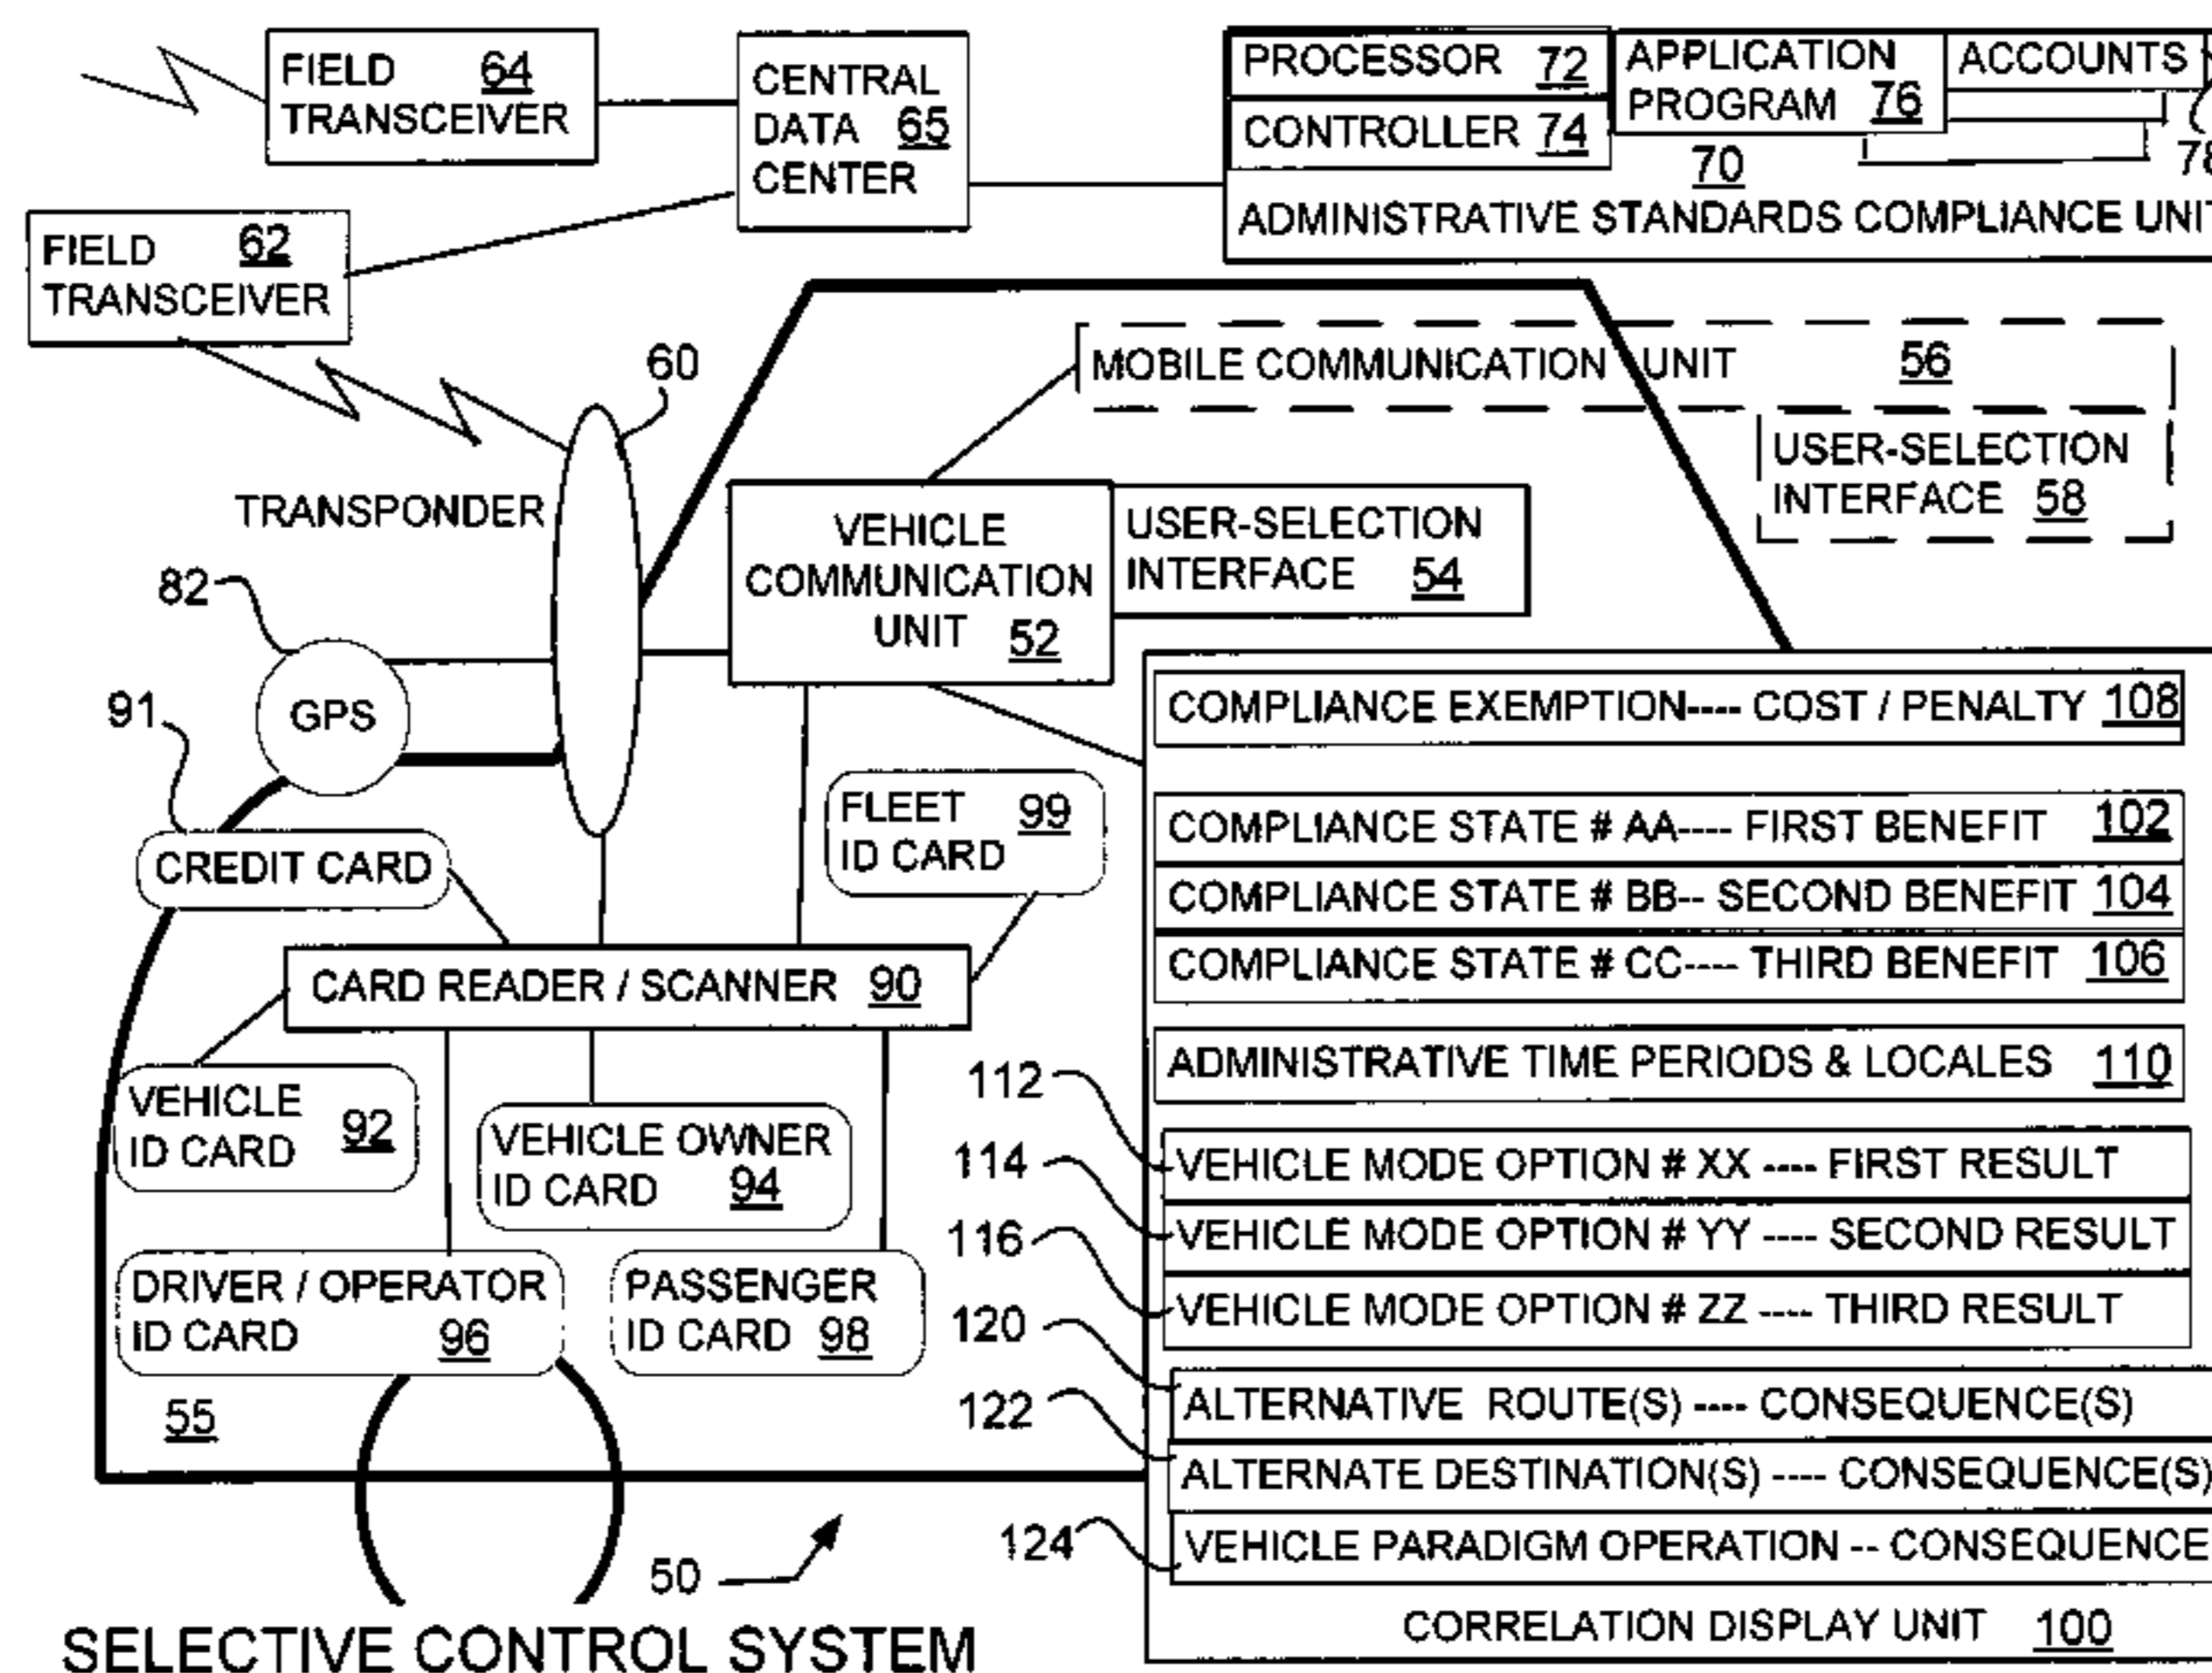 FIELD 64
TRANSCEIVER
CENTRAL
DATA 65
CENTER
PROCESSOR 72
CONTROLLER 74
APPLICATION
PROGRAM 76
ACCOUNTS
78
70
ADMINISTRATIVE STANDARDS COMPLIANCE UNIT
FIELD 62
TRANSCEIVER
60
TRANSPONDER
MOBILE COMMUNICATION UNIT 56
USER-SELECTION
INTERFACE 58
VEHICLE
COMMUNICATION
UNIT 52
USER-SELECTION
INTERFACE 54
82
GPS
91
CREDIT CARD
FLEET 99
ID CARD
CARD READER / SCANNER 90
VEHICLE
ID CARD 92
VEHICLE OWNER
ID CARD 94
DRIVER / OPERATOR
ID CARD 96
PASSENGER
ID CARD 98
55
COMPLIANCE EXEMPTION---- COST / PENALTY 108
COMPLIANCE STATE # AA---- FIRST BENEFIT 102
COMPLIANCE STATE # BB-- SECOND BENEFIT 104
COMPLIANCE STATE # CC---- THIRD BENEFIT 106
ADMINISTRATIVE TIME PERIODS & LOCALES 110
112
VEHICLE MODE OPTION # XX ---- FIRST RESULT
114
VEHICLE MODE OPTION # YY ---- SECOND RESULT
116
VEHICLE MODE OPTION # ZZ ---- THIRD RESULT
120
ALTERNATIVE ROUTE(S) ---- CONSEQUENCE(S)
122
ALTERNATE DESTINATION(S) ---- CONSEQUENCE(S)
124
VEHICLE PARADIGM OPERATION -- CONSEQUENCE
CORRELATION DISPLAY UNIT 100
50
SELECTIVE CONTROL SYSTEM